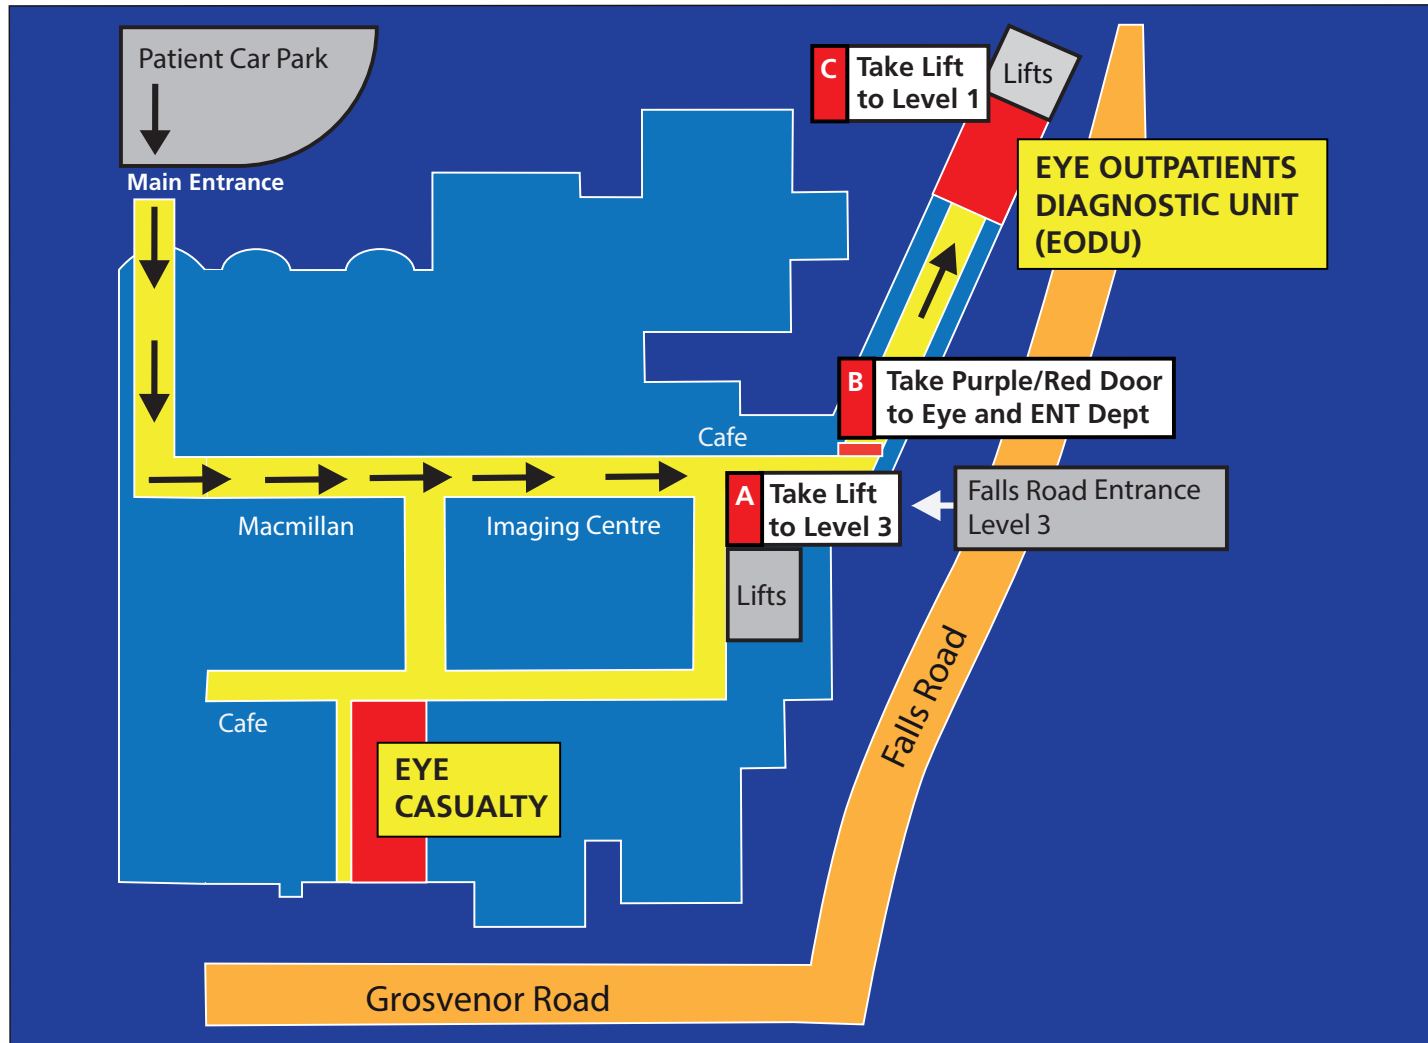 Patient Car Park
Main Entrance
C
Take Lift
to Level 1
Lifts
EYE OUTPATIENTS
DIAGNOSTIC UNIT
(EODU)
B
Take Purple/Red Door
to Eye and ENT Dept
Cafe
A
Take Lift
to Level 3
Falls Road Entrance
Level 3
Macmillan
Imaging Centre
Lifts
Falls Road
Cafe
EYE
CASUALTY
Grosvenor Road